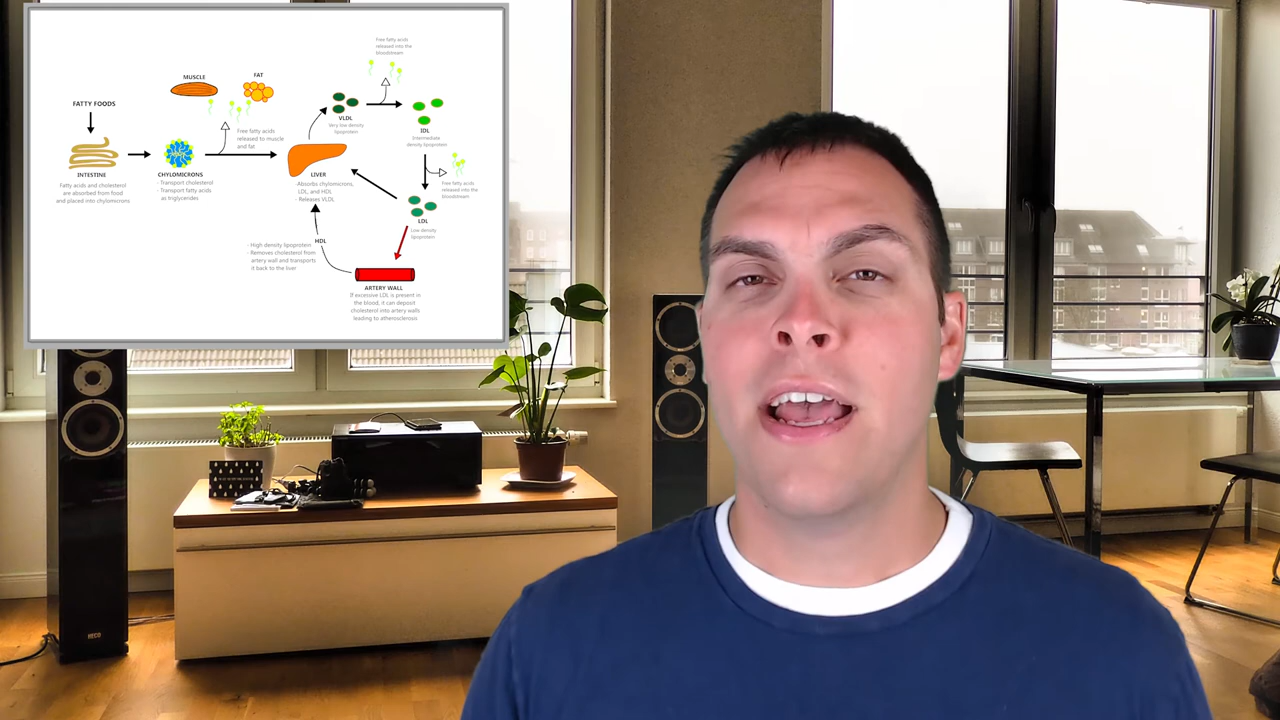 Free fatty acids
released into the
bloodstream
MUSCLE
FAT
FATTY FOODS
Free fatty acids
released to muscle
and fat
VLDL
Very low density
lipoprotein
IDL
Intermediate
density lipoprotein
INTESTINE
Fatty acids and cholesterol
are absorbed from food
and placed into chylomicrons
CHYLOMICRONS
- Transport cholesterol
- Transport fatty acids
as triglycerides
LIVER
- Absorbs chylomicrons,
LDL, and HDL
- Releases VLDL
Free fatty acids
released into the
bloodstream
LDL
Low density
lipoprotein
HDL
- High density lipoprotein
- Removes cholesterol from
artery wall and transports
it back to the liver
ARTERY WALL
If excessive LDL is present in
the blood, it can deposit
cholesterol into artery walls
leading to atherosclerosis